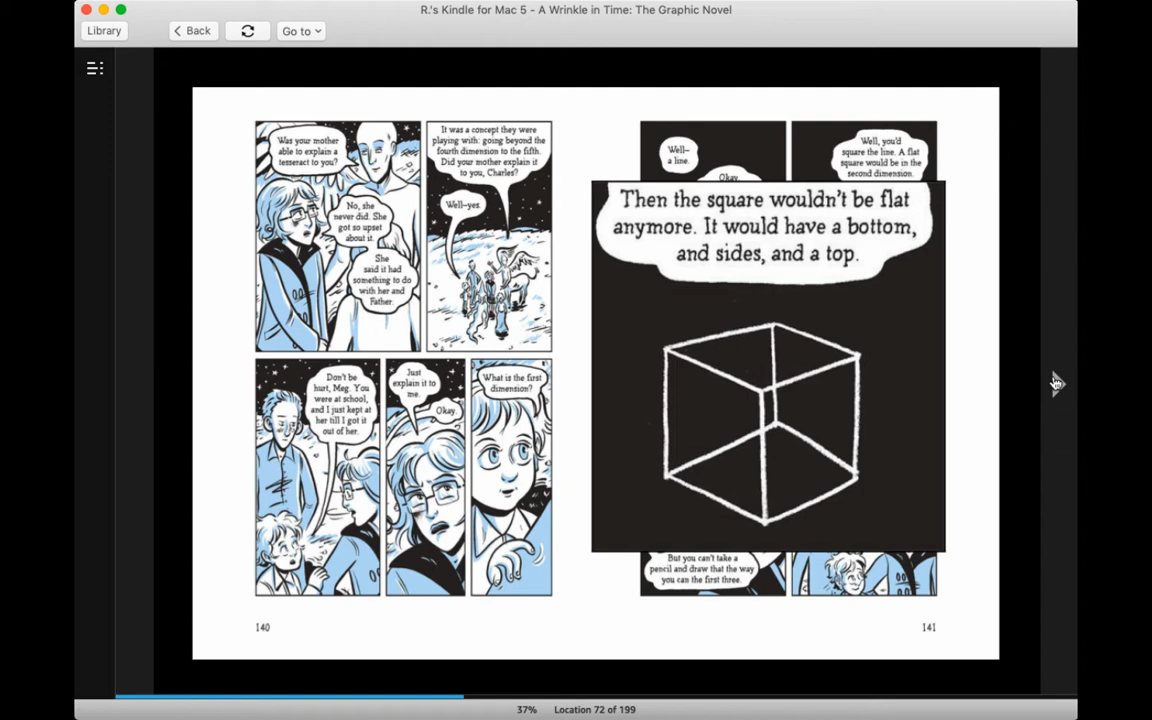 R.'s Kindle for Mac 5 - A Wrinkle in Time: The Graphic Novel
Library
Back
Go to
Was your mother
able to explain a
tesseract to you?
No, she
never did. She
got so upset
about it.
She
said it had
something to do
with her and
Father.
It was a concept they were
playing with: going beyond the
fourth dimension to the fifth.
Did your mother explain it
to you, Charles?
Well–yes.
Don't be
hurt, Meg. You
were at school,
and I just kept at
her till I got it
out of her.
Just
explain it to
me.
Okay.
What is the first
dimension?
140
Well–
a line.
Okay.
Well, you'd
square the line. A flat
square would be in the
second dimension.
Then the square wouldn't be flat
anymore. It would have a bottom,
and sides, and a top.
But you can't take a
pencil and draw that the way
you can the first three.
141
37%
Location 72 of 199